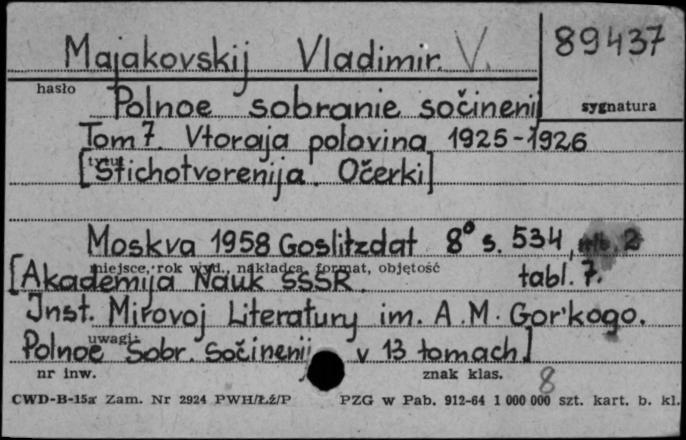 Majakovskij Vladimir. V.
89437
hasło
Polnoe sobranie sočinenij
sygnatura
Tom 7. Vtoraja polovina 1925-1926
tytuł
[Stichotvorenija. Očerki]
Moskva 1958 Goslitzdat 8° s. 534, 2
miejsce, rok wyd., nakładca, format, objętość
[Akademija Nauk SSSR. tabl. 7.
Inst. Mirovoj Literatury im. A. M. Gor'kogo.
uwagi:
Polnoe Sobr. Sočinenij v 13 tomach]
nr inw.
znak klas. 8
CWD-B-15a Zam. Nr 2924 PWH/Łź/P PZG w Pab. 912-64 1 000 000 szt. kart. b. kl.